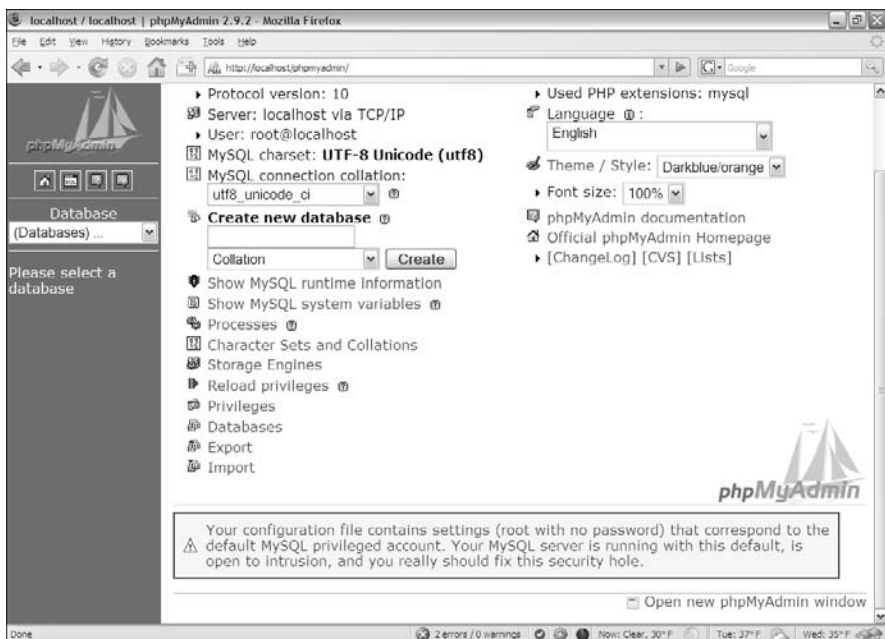 localhost / localhost | phpMyAdmin 2.9.2 - Mozilla Firefox
File Edit View History Bookmarks Tools Help
http://localhost/phpmyadmin/
G Google
phpMyAdmin
Database
(Databases) ...
Please select a
database
Protocol version: 10
Server: localhost via TCP/IP
User: root@localhost
MySQL charset: UTF-8 Unicode (utf8)
MySQL connection collation:
utf8_unicode_ci
Create new database
Collation
Create
Show MySQL runtime information
Show MySQL system variables
Processes
Character Sets and Collations
Storage Engines
Reload privileges
Privileges
Databases
Export
Import
Used PHP extensions: mysql
Language :
English
Theme / Style: Darkblue/orange
Font size: 100%
phpMyAdmin documentation
Official phpMyAdmin Homepage
[ChangeLog] [CVS] [Lists]
phpMyAdmin
Your configuration file contains settings (root with no password) that correspond to the
default MySQL privileged account. Your MySQL server is running with this default, is
open to intrusion, and you really should fix this security hole.
Open new phpMyAdmin window
Done
2 errors / 0 warnings
Now: Clear, 30°F
Tue: 37°F
Wed: 35°F